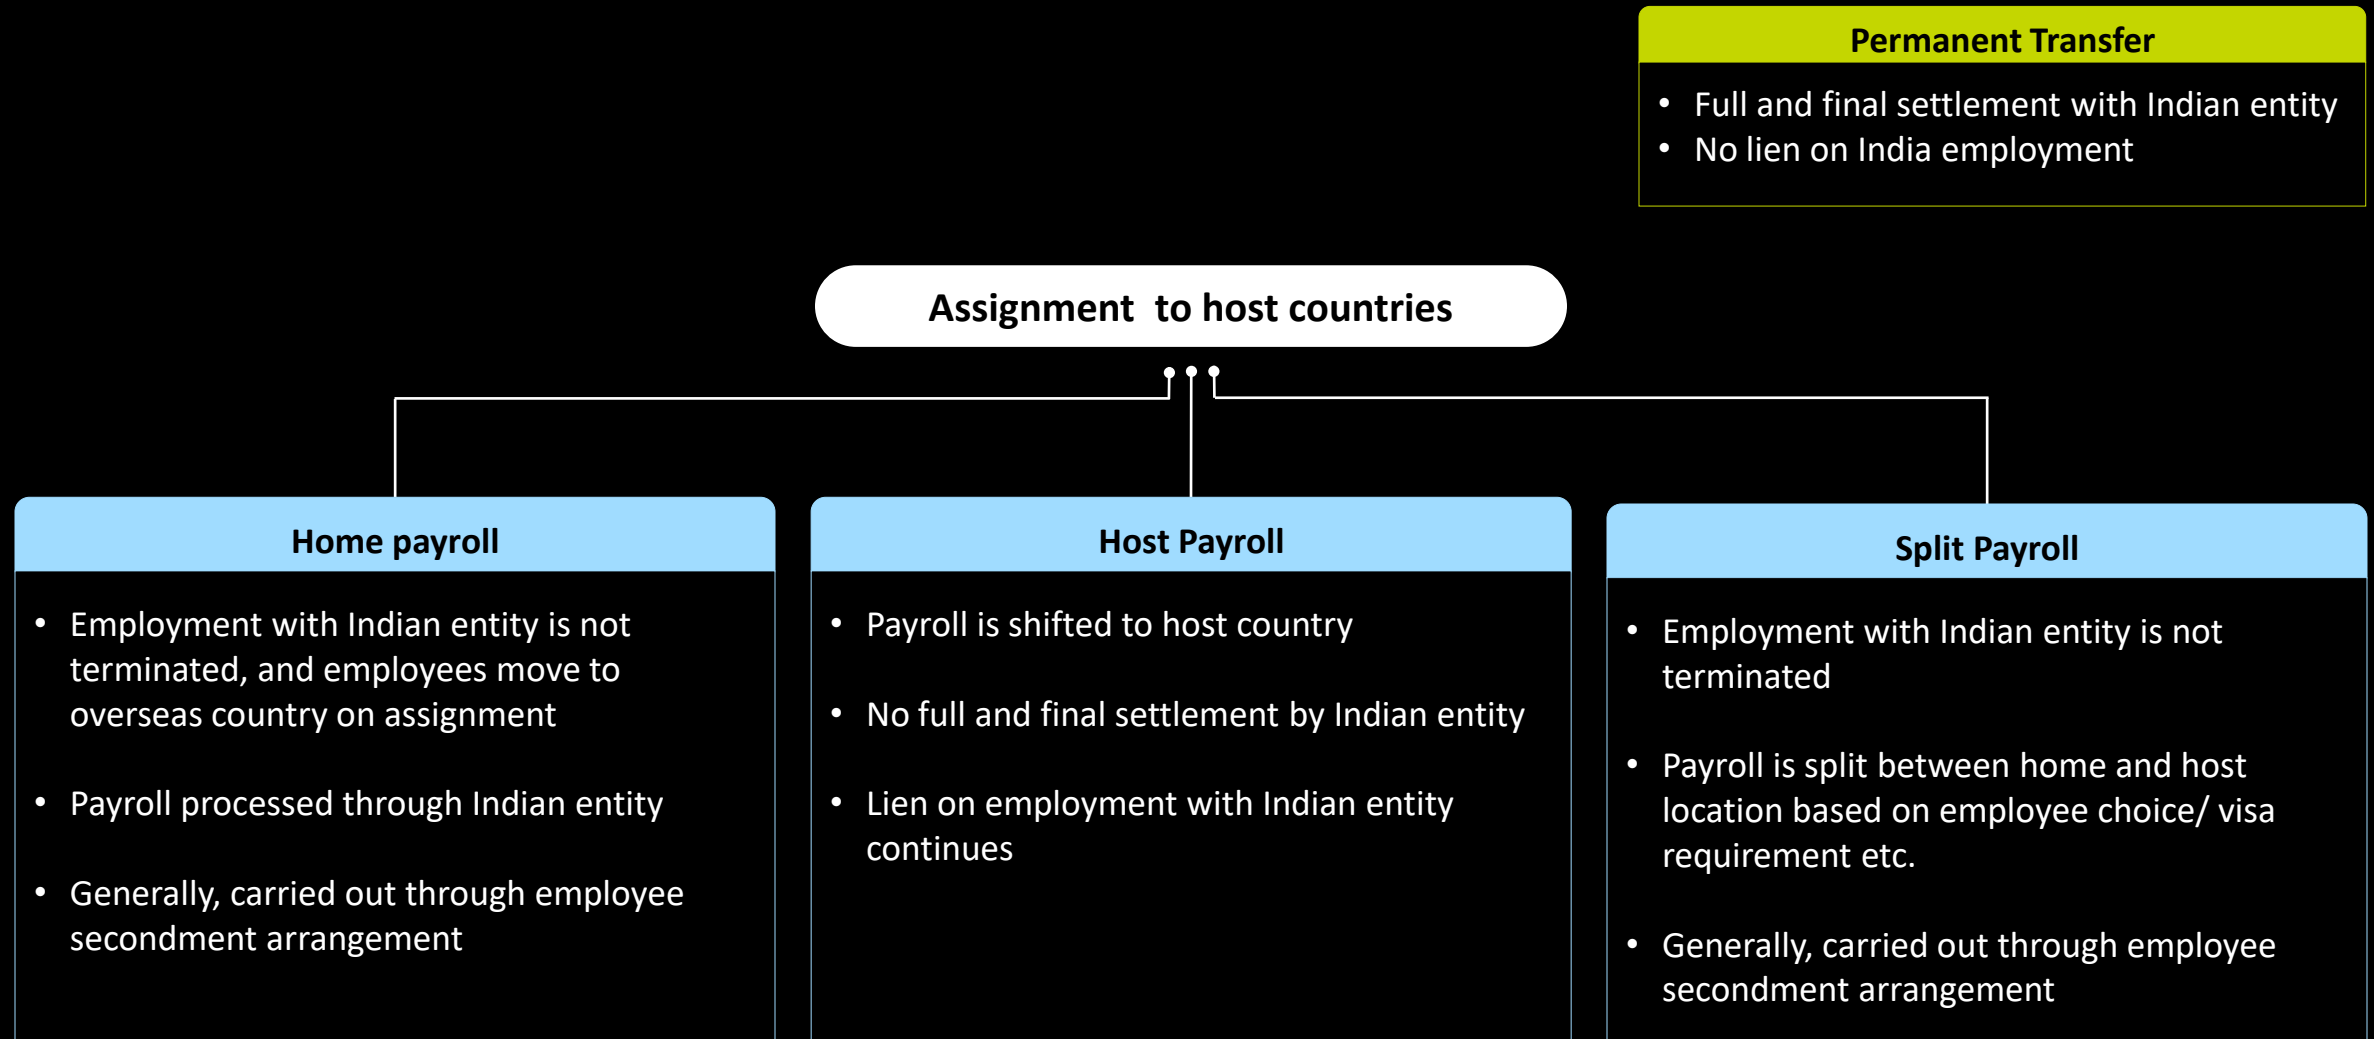 Permanent Transfer
• Full and final settlement with Indian entity
• No lien on India employment
Assignment to host countries
Home payroll
• Employment with Indian entity is not
terminated, and employees move to
overseas country on assignment
• Payroll processed through Indian entity
• Generally, carried out through employee
secondment arrangement
Host Payroll
• Payroll is shifted to host country
• No full and final settlement by Indian entity
• Lien on employment with Indian entity
continues
Split Payroll
• Employment with Indian entity is not
terminated
• Payroll is split between home and host
location based on employee choice/ visa
requirement etc.
• Generally, carried out through employee
secondment arrangement